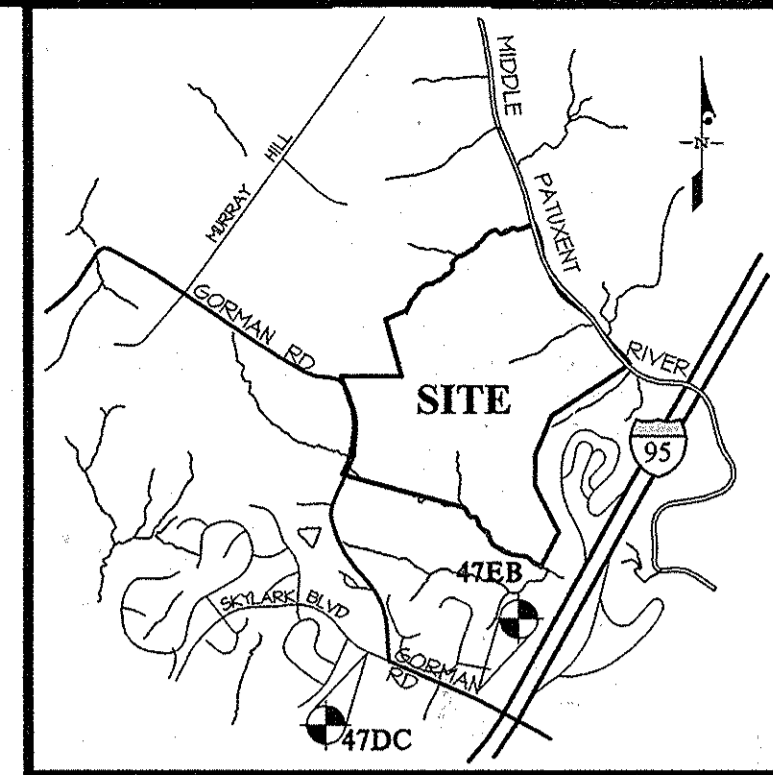 MIDDLE
PATUXENT
RIVER
N
MURRAY HILL
GORMAN RD
SITE
95
47EB
SKYLARK BLVD
GORMAN
RD
47DC